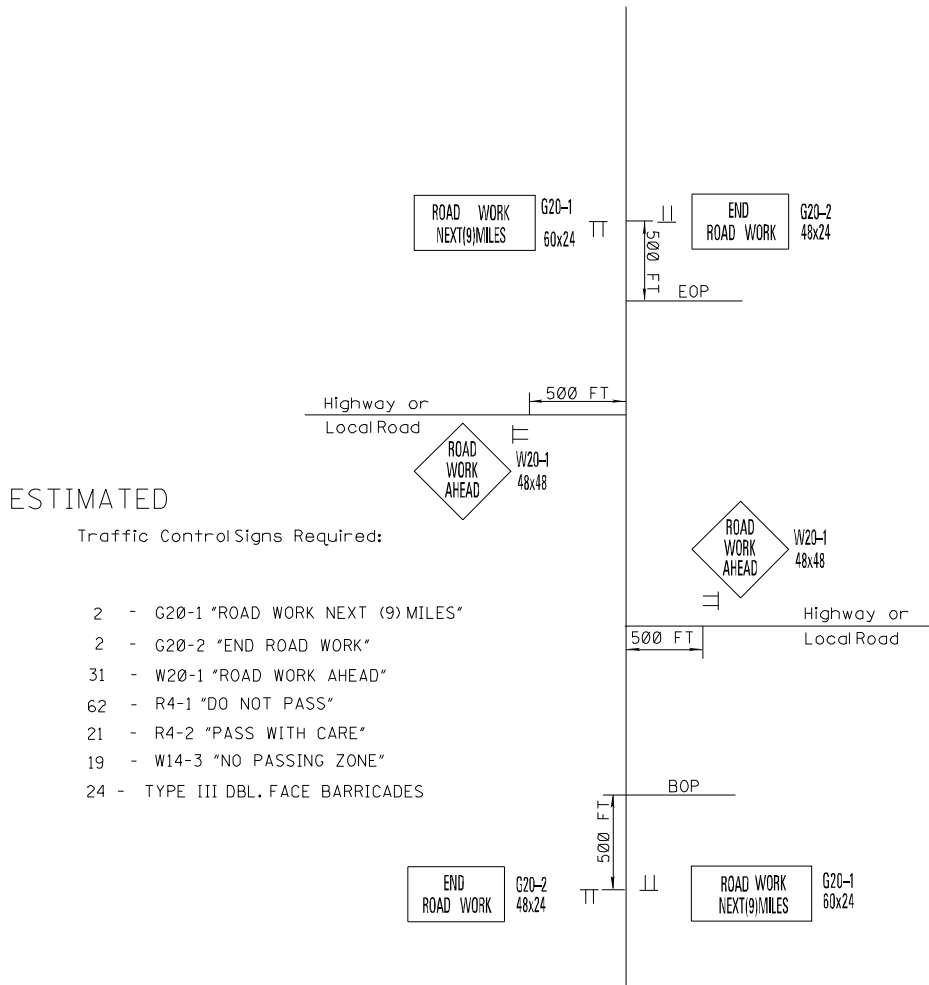 ROAD WORK
NEXT(9)MILES
G20-1
60x24
END
ROAD WORK
G20-2
48x24
500 FT
EOP
500 FT
Highway or
Local Road
ROAD
WORK
AHEAD
W20-1
48x48
ESTIMATED
Traffic Control Signs Required:
ROAD
WORK
AHEAD
W20-1
48x48
2 - G20-1 "ROAD WORK NEXT (9) MILES"
2 - G20-2 "END ROAD WORK"
31 - W20-1 "ROAD WORK AHEAD"
62 - R4-1 "DO NOT PASS"
21 - R4-2 "PASS WITH CARE"
19 - W14-3 "NO PASSING ZONE"
24 - TYPE III DBL. FACE BARRICADES
Highway or
Local Road
500 FT
BOP
500 FT
END
ROAD WORK
G20-2
48x24
ROAD WORK
NEXT(9)MILES
G20-1
60x24